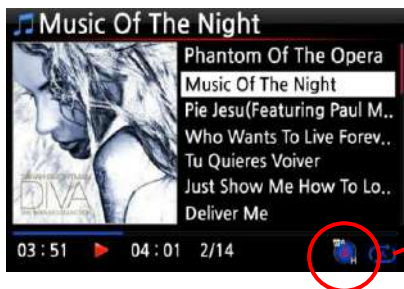 Music Of The Night
Phantom Of The Opera
Music Of The Night
Pie Jesu(Featuring Paul M..
Who Wants To Live Forev..
Tu Quieres Voiver
Just Show Me How To Lo..
Deliver Me
DIVA
03:51 04:01 2/14